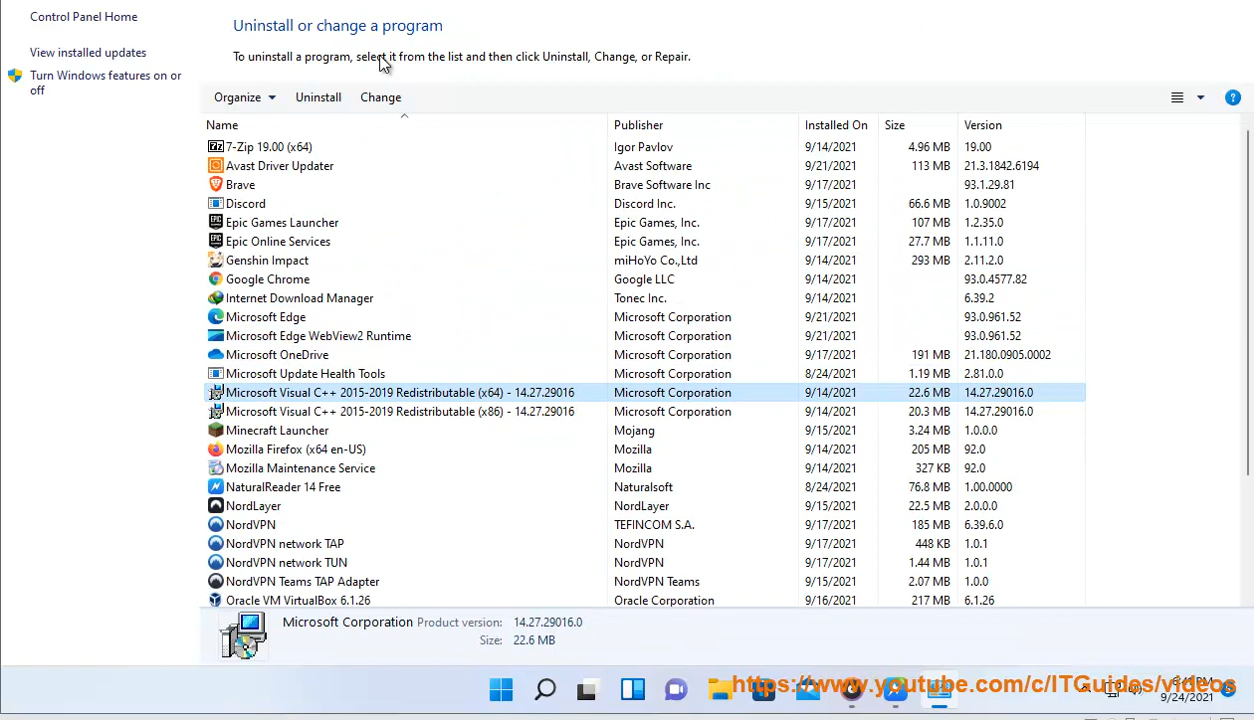 Control Panel Home
View installed updates
Turn Windows features on or
off
Uninstall or change a program
To uninstall a program, select it from the list and then click Uninstall, Change, or Repair.
Organize Uninstall Change
Name Publisher Installed On Size Version
7-Zip 19.00 (x64) Igor Pavlov 9/14/2021 4.96 MB 19.00
Avast Driver Updater Avast Software 9/21/2021 113 MB 21.3.1842.6194
Brave Brave Software Inc 9/17/2021 93.1.29.81
Discord Discord Inc. 9/15/2021 66.6 MB 1.0.9002
Epic Games Launcher Epic Games, Inc. 9/17/2021 107 MB 1.2.35.0
Epic Online Services Epic Games, Inc. 9/17/2021 27.7 MB 1.1.11.0
Genshin Impact miHoYo Co.,Ltd 9/14/2021 293 MB 2.11.2.0
Google Chrome Google LLC 9/14/2021 93.0.4577.82
Internet Download Manager Tonec Inc. 9/14/2021 6.39.2
Microsoft Edge Microsoft Corporation 9/21/2021 93.0.961.52
Microsoft Edge WebView2 Runtime Microsoft Corporation 9/21/2021 93.0.961.52
Microsoft OneDrive Microsoft Corporation 9/17/2021 191 MB 21.180.0905.0002
Microsoft Update Health Tools Microsoft Corporation 8/24/2021 1.19 MB 2.81.0.0
Microsoft Visual C++ 2015-2019 Redistributable (x64) - 14.27.29016 Microsoft Corporation 9/14/2021 22.6 MB 14.27.29016.0
Microsoft Visual C++ 2015-2019 Redistributable (x86) - 14.27.29016 Microsoft Corporation 9/14/2021 20.3 MB 14.27.29016.0
Minecraft Launcher Mojang 9/15/2021 3.24 MB 1.0.0.0
Mozilla Firefox (x64 en-US) Mozilla 9/14/2021 205 MB 92.0
Mozilla Maintenance Service Mozilla 9/14/2021 327 KB 92.0
NaturalReader 14 Free Naturalsoft 8/24/2021 76.8 MB 1.00.0000
NordLayer NordLayer 9/15/2021 22.5 MB 2.0.0.0
NordVPN TEFINCOM S.A. 9/17/2021 185 MB 6.39.6.0
NordVPN network TAP NordVPN 9/17/2021 448 KB 1.0.1
NordVPN network TUN NordVPN 9/17/2021 1.44 MB 1.0.1
NordVPN Teams TAP Adapter NordVPN Teams 9/15/2021 2.07 MB 1.0.0
Oracle VM VirtualBox 6.1.26 Oracle Corporation 9/16/2021 217 MB 6.1.26
Microsoft Corporation Product version: 14.27.29016.0
Size: 22.6 MB
https://www.youtube.com/c/ITGuides/videos
9/24/2021